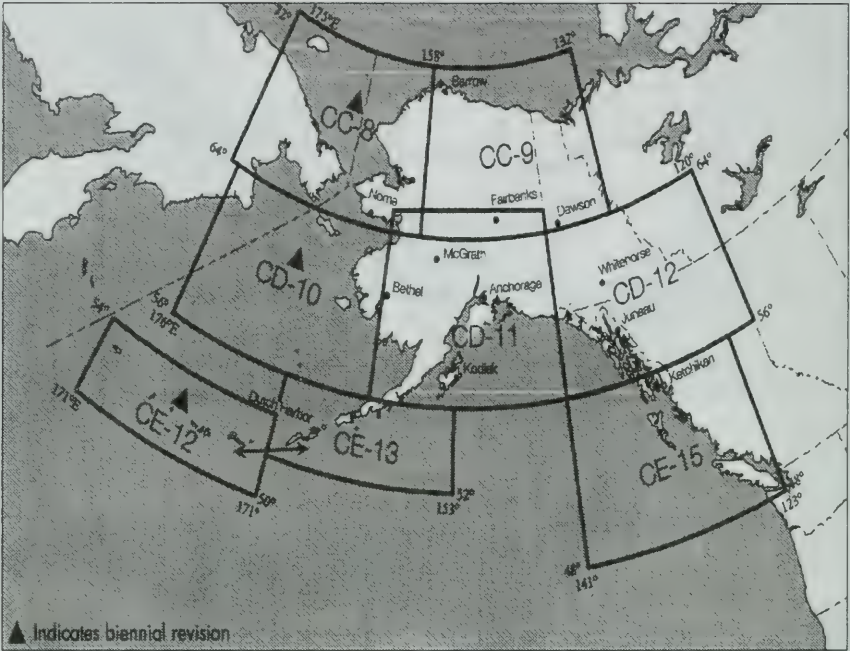 72°
175°E
158°
132°
Barrow
CC-8
CC-9
64°
120°
64°
Nome
Fairbanks
Dawson
McGrath
Whitehorse
CD-10
Bethel
Anchorage
CD-12
Juneau
CD-11
54°
56°
176°E
56°
Kodiak
Ketchikan
171°E
Dutch Harbor
CE-12
CE-13
CE-15
50°
171°
52°
153°
48°
123°
48°
141°
Indicates biennial revision